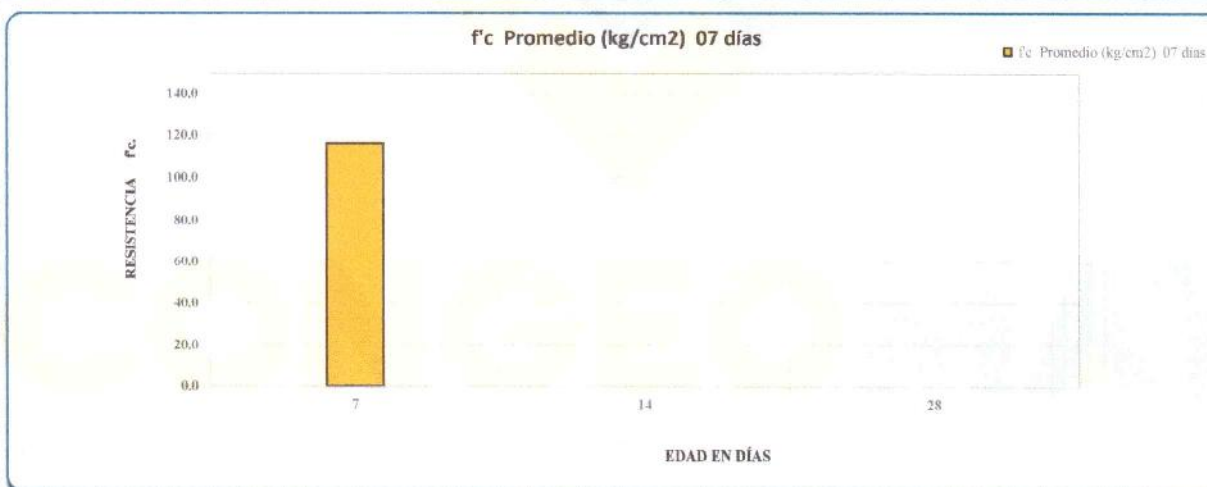 f'c Promedio (kg/cm2) 07 días
f'c Promedio (kg/cm2) 07 días
140.0
120.0
100.0
80.0
60.0
40.0
20.0
0.0
RESISTENCIA f'c.
7 14 28
EDAD EN DÍAS
CONGEO